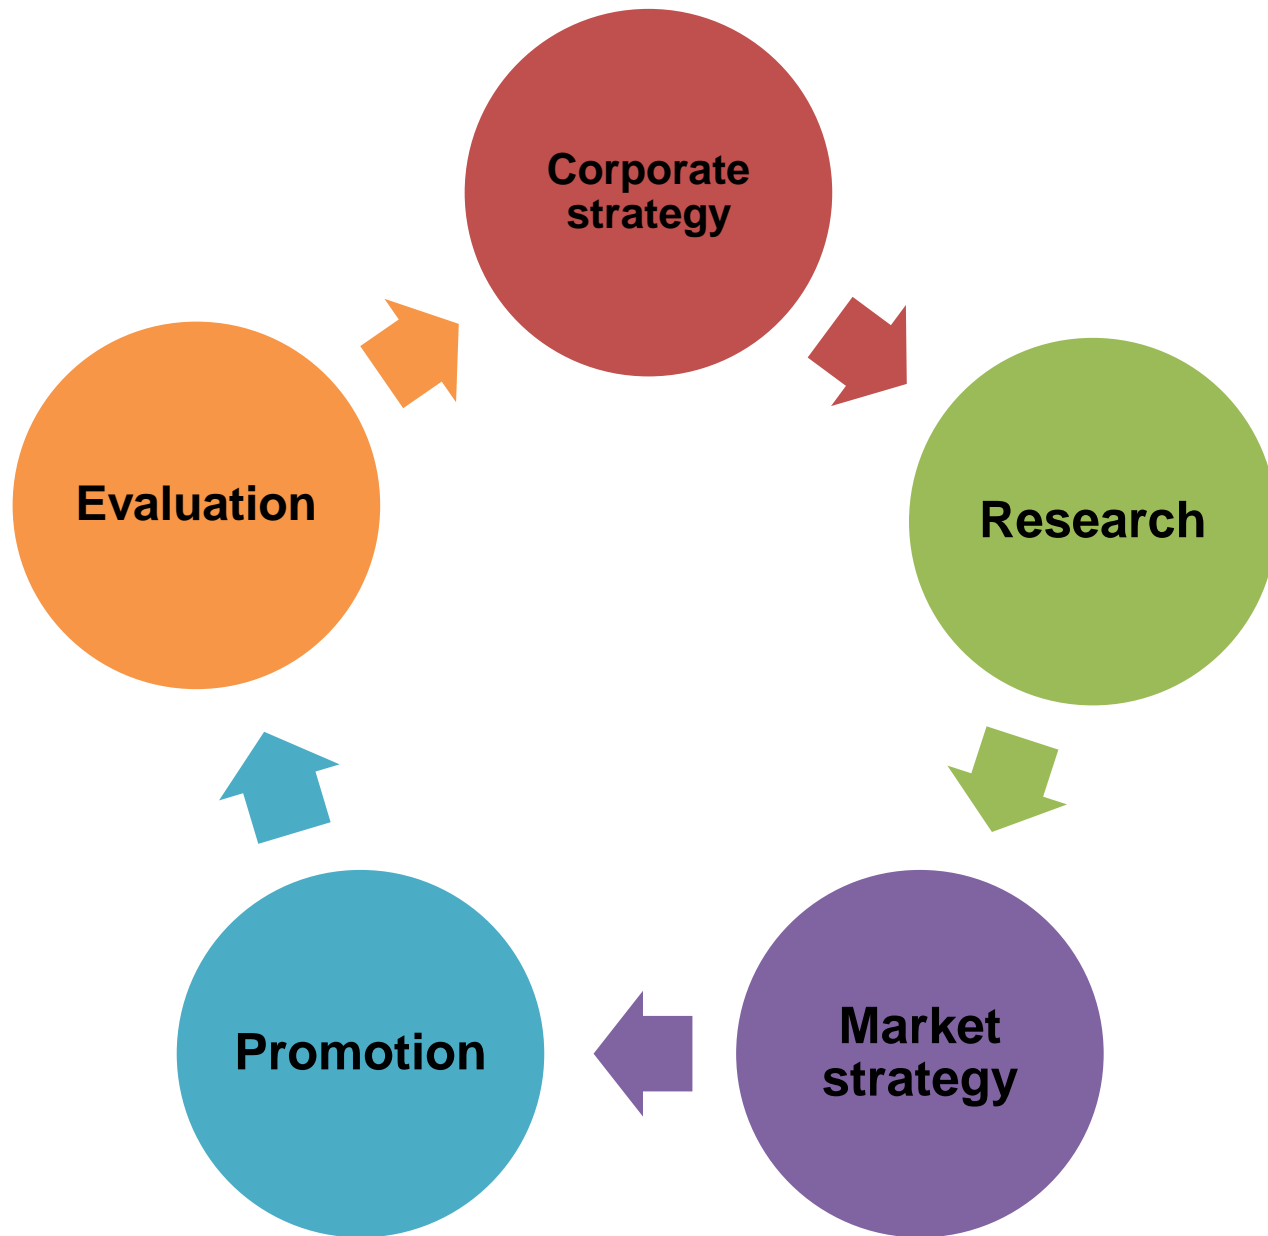 Corporate
strategy
Research
Market
strategy
Promotion
Evaluation